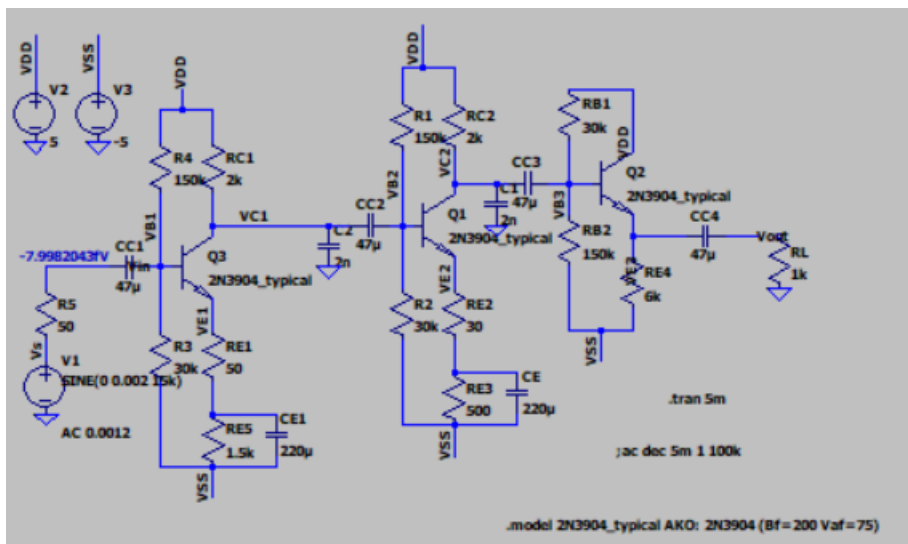 VDD
V2
5
VSS
V3
-5
VDD
R4
150k
RC1
2k
VB1
VC1
-7.9982043fV
CC1
47µ
Vin
Q3
2N3904_typical
C2
2n
R5
50
Vs
V1
SINE(0 0.002 15k)
AC 0.0012
R3
30k
VE1
RE1
50
RE5
1.5k
CE1
220µ
VSS
VDD
R1
150k
RC2
2k
VB2
VC2
CC2
47µ
Q1
2N3904_typical
C1
2n
CC3
47µ
R2
30k
VE2
RE2
30
RE3
500
CE
220µ
VSS
RB1
30k
VDD
Q2
2N3904_typical
VB3
RB2
150k
RE4
6k
VSS
CC4
47µ
Vout
RL
1k
.tran 5m
;ac dec 5m 1 100k
.model 2N3904_typical AKO: 2N3904 (Bf=200 Vaf=75)